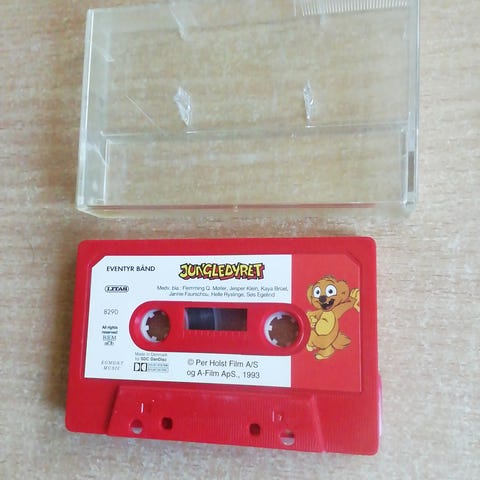 EVENTYR BÅND
JUNGLEDYRET
Medv. bla.: Flemming Q. Møller, Jesper Klein, Kaya Brüel,
Jannie Faurschou, Helle Ryslinge, Søs Egelind
8290
All rights
reserved
Made in Denmark
by SDC DanDisc
EGMONT
MUSIC
© Per Holst Film A/S
og A-Film ApS., 1993